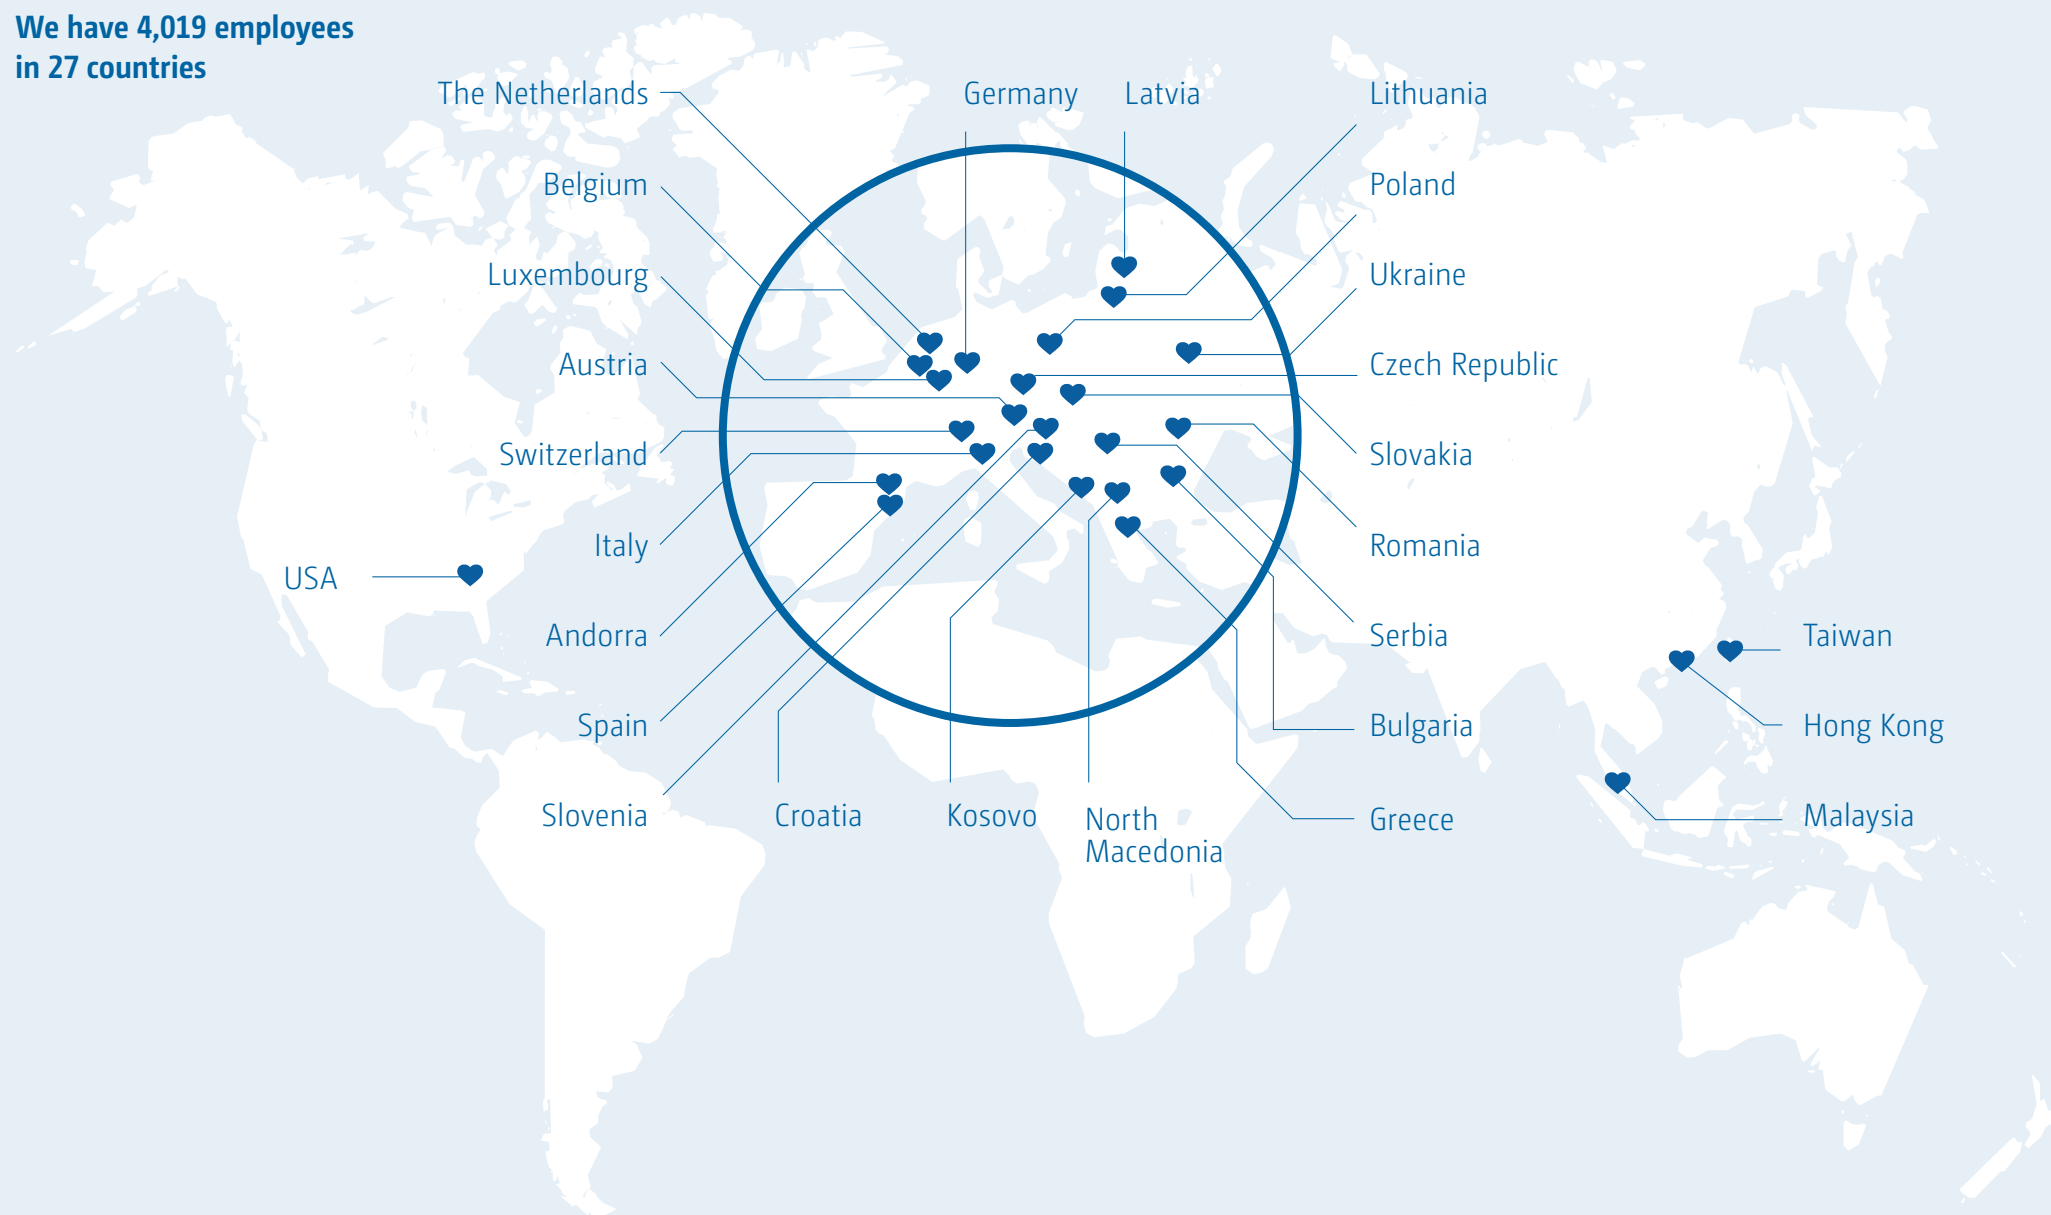 We have 4,019 employees
in 27 countries
The Netherlands
Germany
Latvia
Lithuania
Belgium
Poland
Luxembourg
Ukraine
Austria
Czech Republic
Switzerland
Slovakia
Italy
Romania
USA
Andorra
Serbia
Taiwan
Spain
Bulgaria
Hong Kong
Slovenia
Croatia
Kosovo
North
Macedonia
Greece
Malaysia